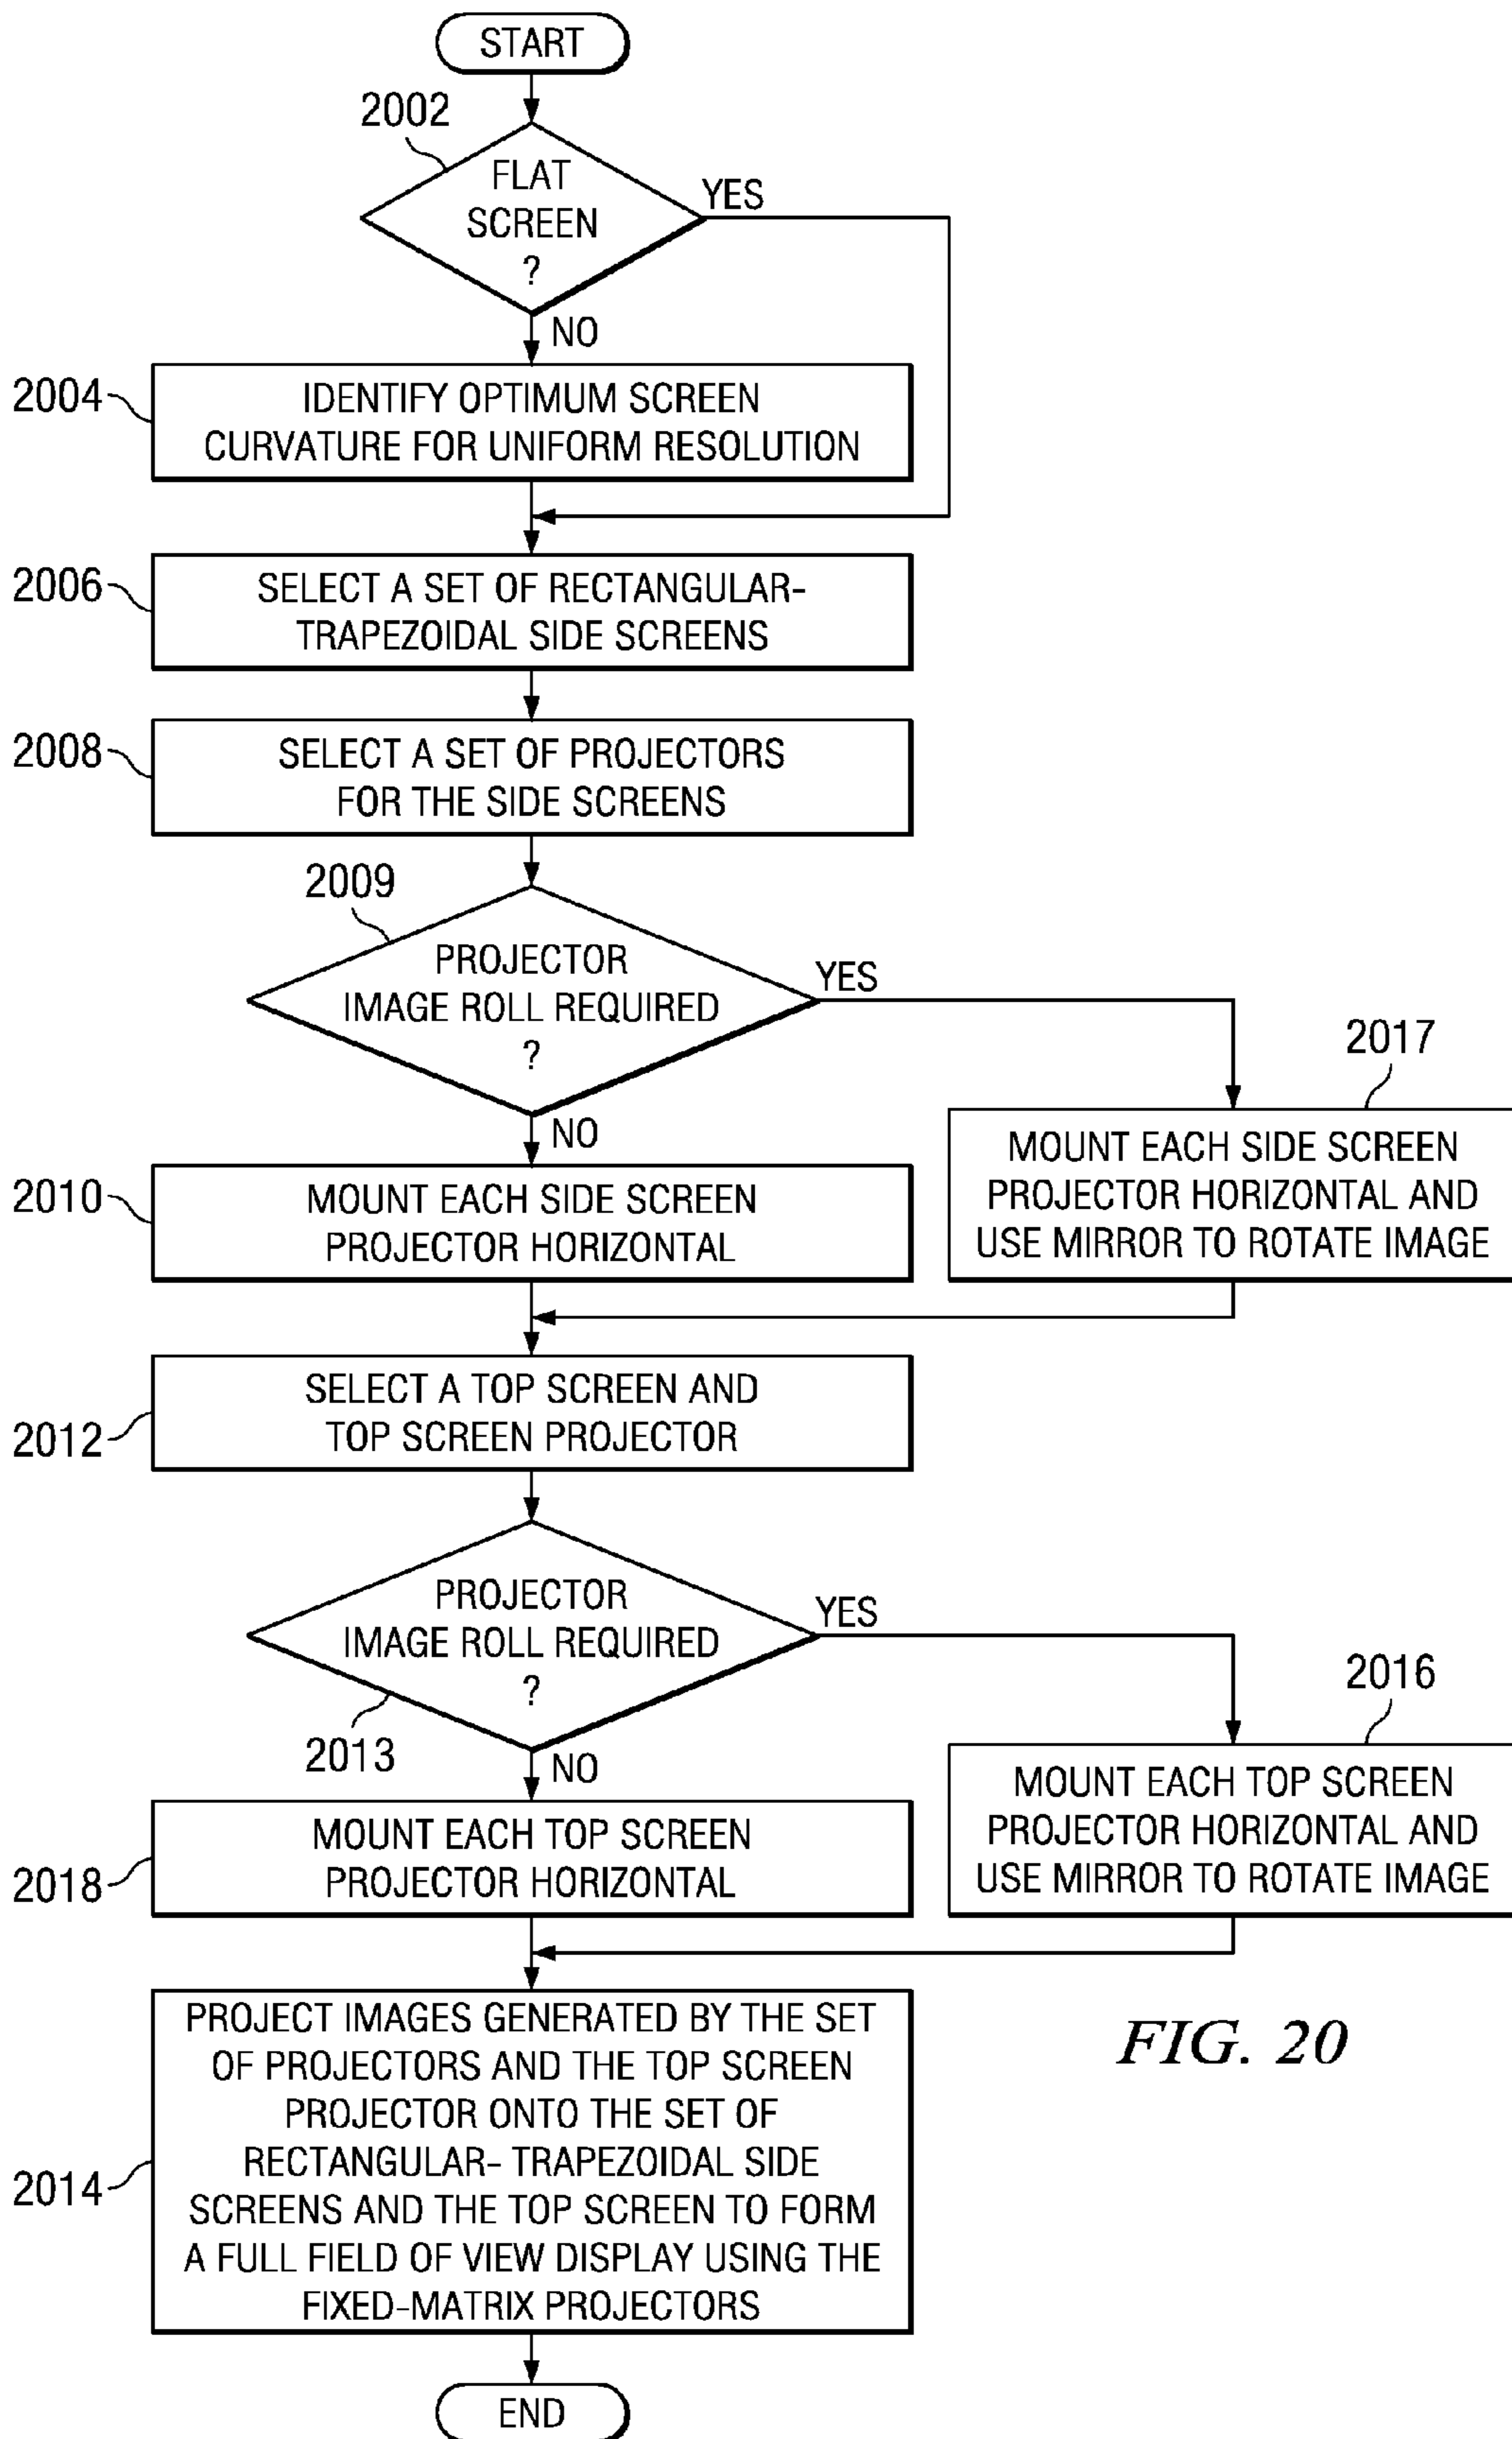 START
2002
FLAT
SCREEN
?
YES
NO
2004
IDENTIFY OPTIMUM SCREEN
CURVATURE FOR UNIFORM RESOLUTION
2006
SELECT A SET OF RECTANGULAR-
TRAPEZOIDAL SIDE SCREENS
2008
SELECT A SET OF PROJECTORS
FOR THE SIDE SCREENS
2009
PROJECTOR
IMAGE ROLL REQUIRED
?
YES
NO
2017
MOUNT EACH SIDE SCREEN
PROJECTOR HORIZONTAL AND
USE MIRROR TO ROTATE IMAGE
2010
MOUNT EACH SIDE SCREEN
PROJECTOR HORIZONTAL
2012
SELECT A TOP SCREEN AND
TOP SCREEN PROJECTOR
PROJECTOR
IMAGE ROLL REQUIRED
?
YES
2013
NO
2016
MOUNT EACH TOP SCREEN
PROJECTOR HORIZONTAL AND
USE MIRROR TO ROTATE IMAGE
2018
MOUNT EACH TOP SCREEN
PROJECTOR HORIZONTAL
2014
PROJECT IMAGES GENERATED BY THE SET
OF PROJECTORS AND THE TOP SCREEN
PROJECTOR ONTO THE SET OF
RECTANGULAR- TRAPEZOIDAL SIDE
SCREENS AND THE TOP SCREEN TO FORM
A FULL FIELD OF VIEW DISPLAY USING THE
FIXED-MATRIX PROJECTORS
FIG. 20
END